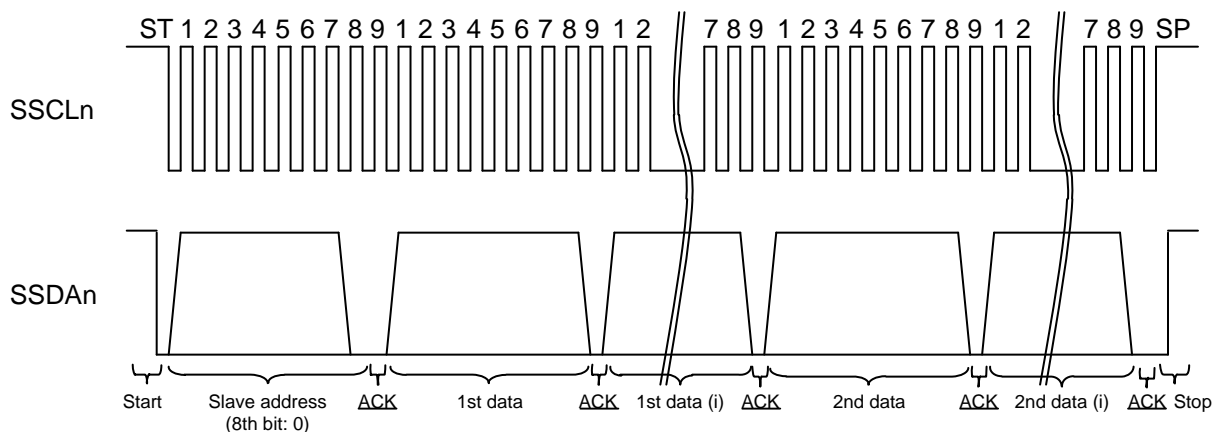 ST 1 2 3 4 5 6 7 8 9 1 2 3 4 5 6 7 8 9 1 2 7 8 9 1 2 3 4 5 6 7 8 9 1 2 7 8 9 SP
SSCLn
SSDAn
Start Slave address ACK 1st data ACK 1st data (i) ACK 2nd data ACK 2nd data (i) ACK Stop
(8th bit: 0)